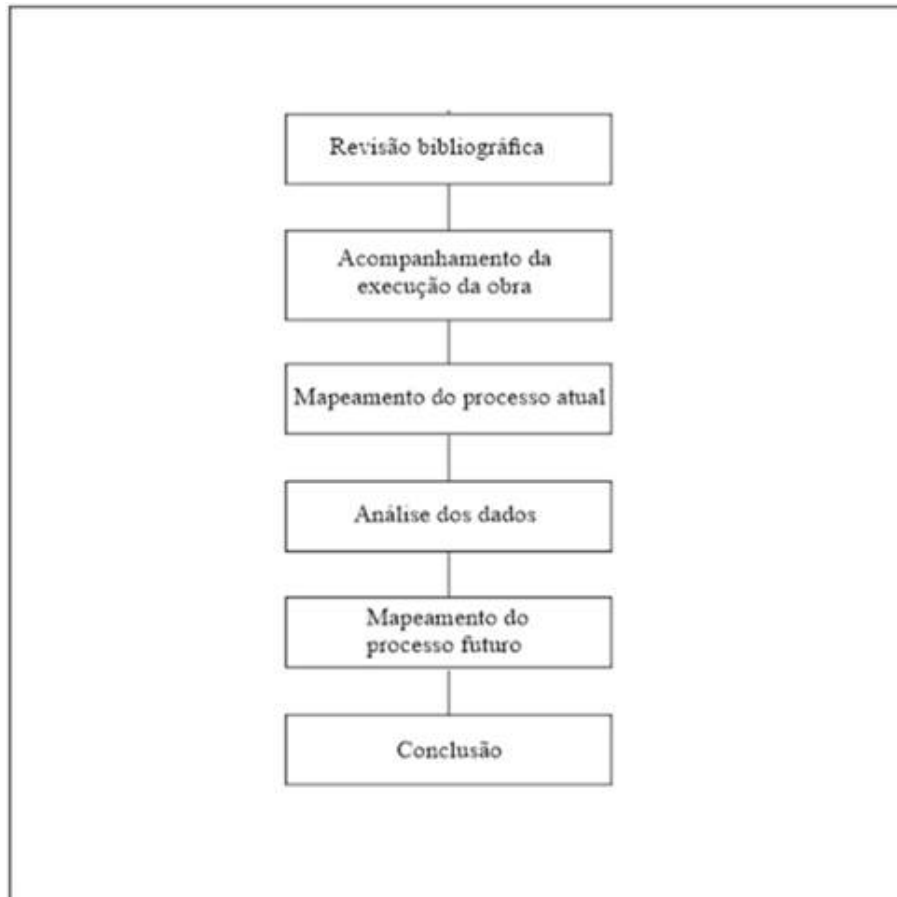 Revisão bibliográfica
Acompanhamento da
execução da obra
Mapeamento do processo atual
Análise dos dados
Mapeamento do
processo futuro
Conclusão